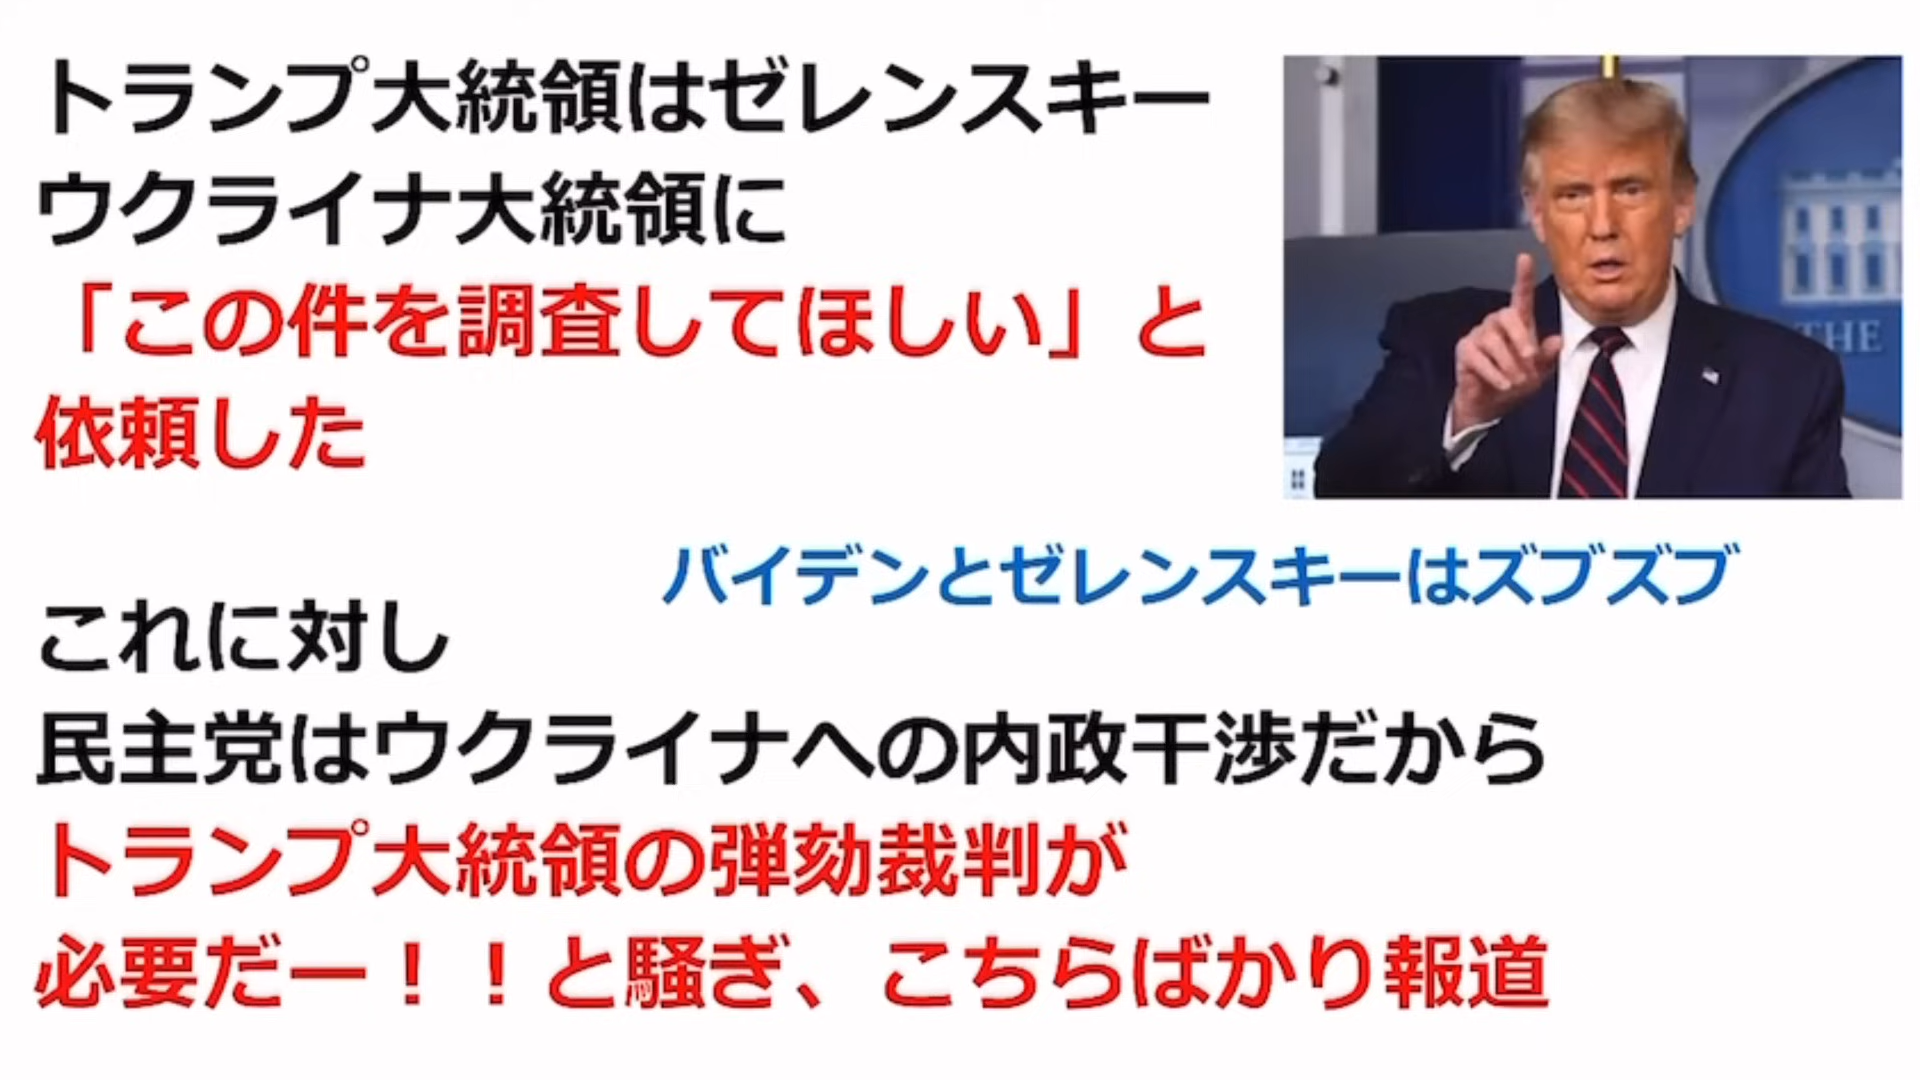 トランプ大統領はゼレンスキー
ウクライナ大統領に
「この件を調査してほしい」と
依頼した
バイデンとゼレンスキーはズブズブ
これに対し
民主党はウクライナへの内政干渉だから
トランプ大統領の弾劾裁判が
必要だー！！と騒ぎ、こちらばかり報道
THE